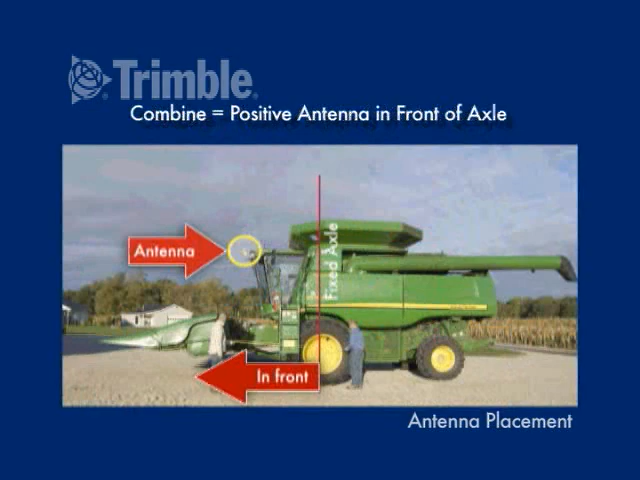 Trimble
Combine = Positive Antenna in Front of Axle
Antenna
Fixed Axle
In front
Antenna Placement